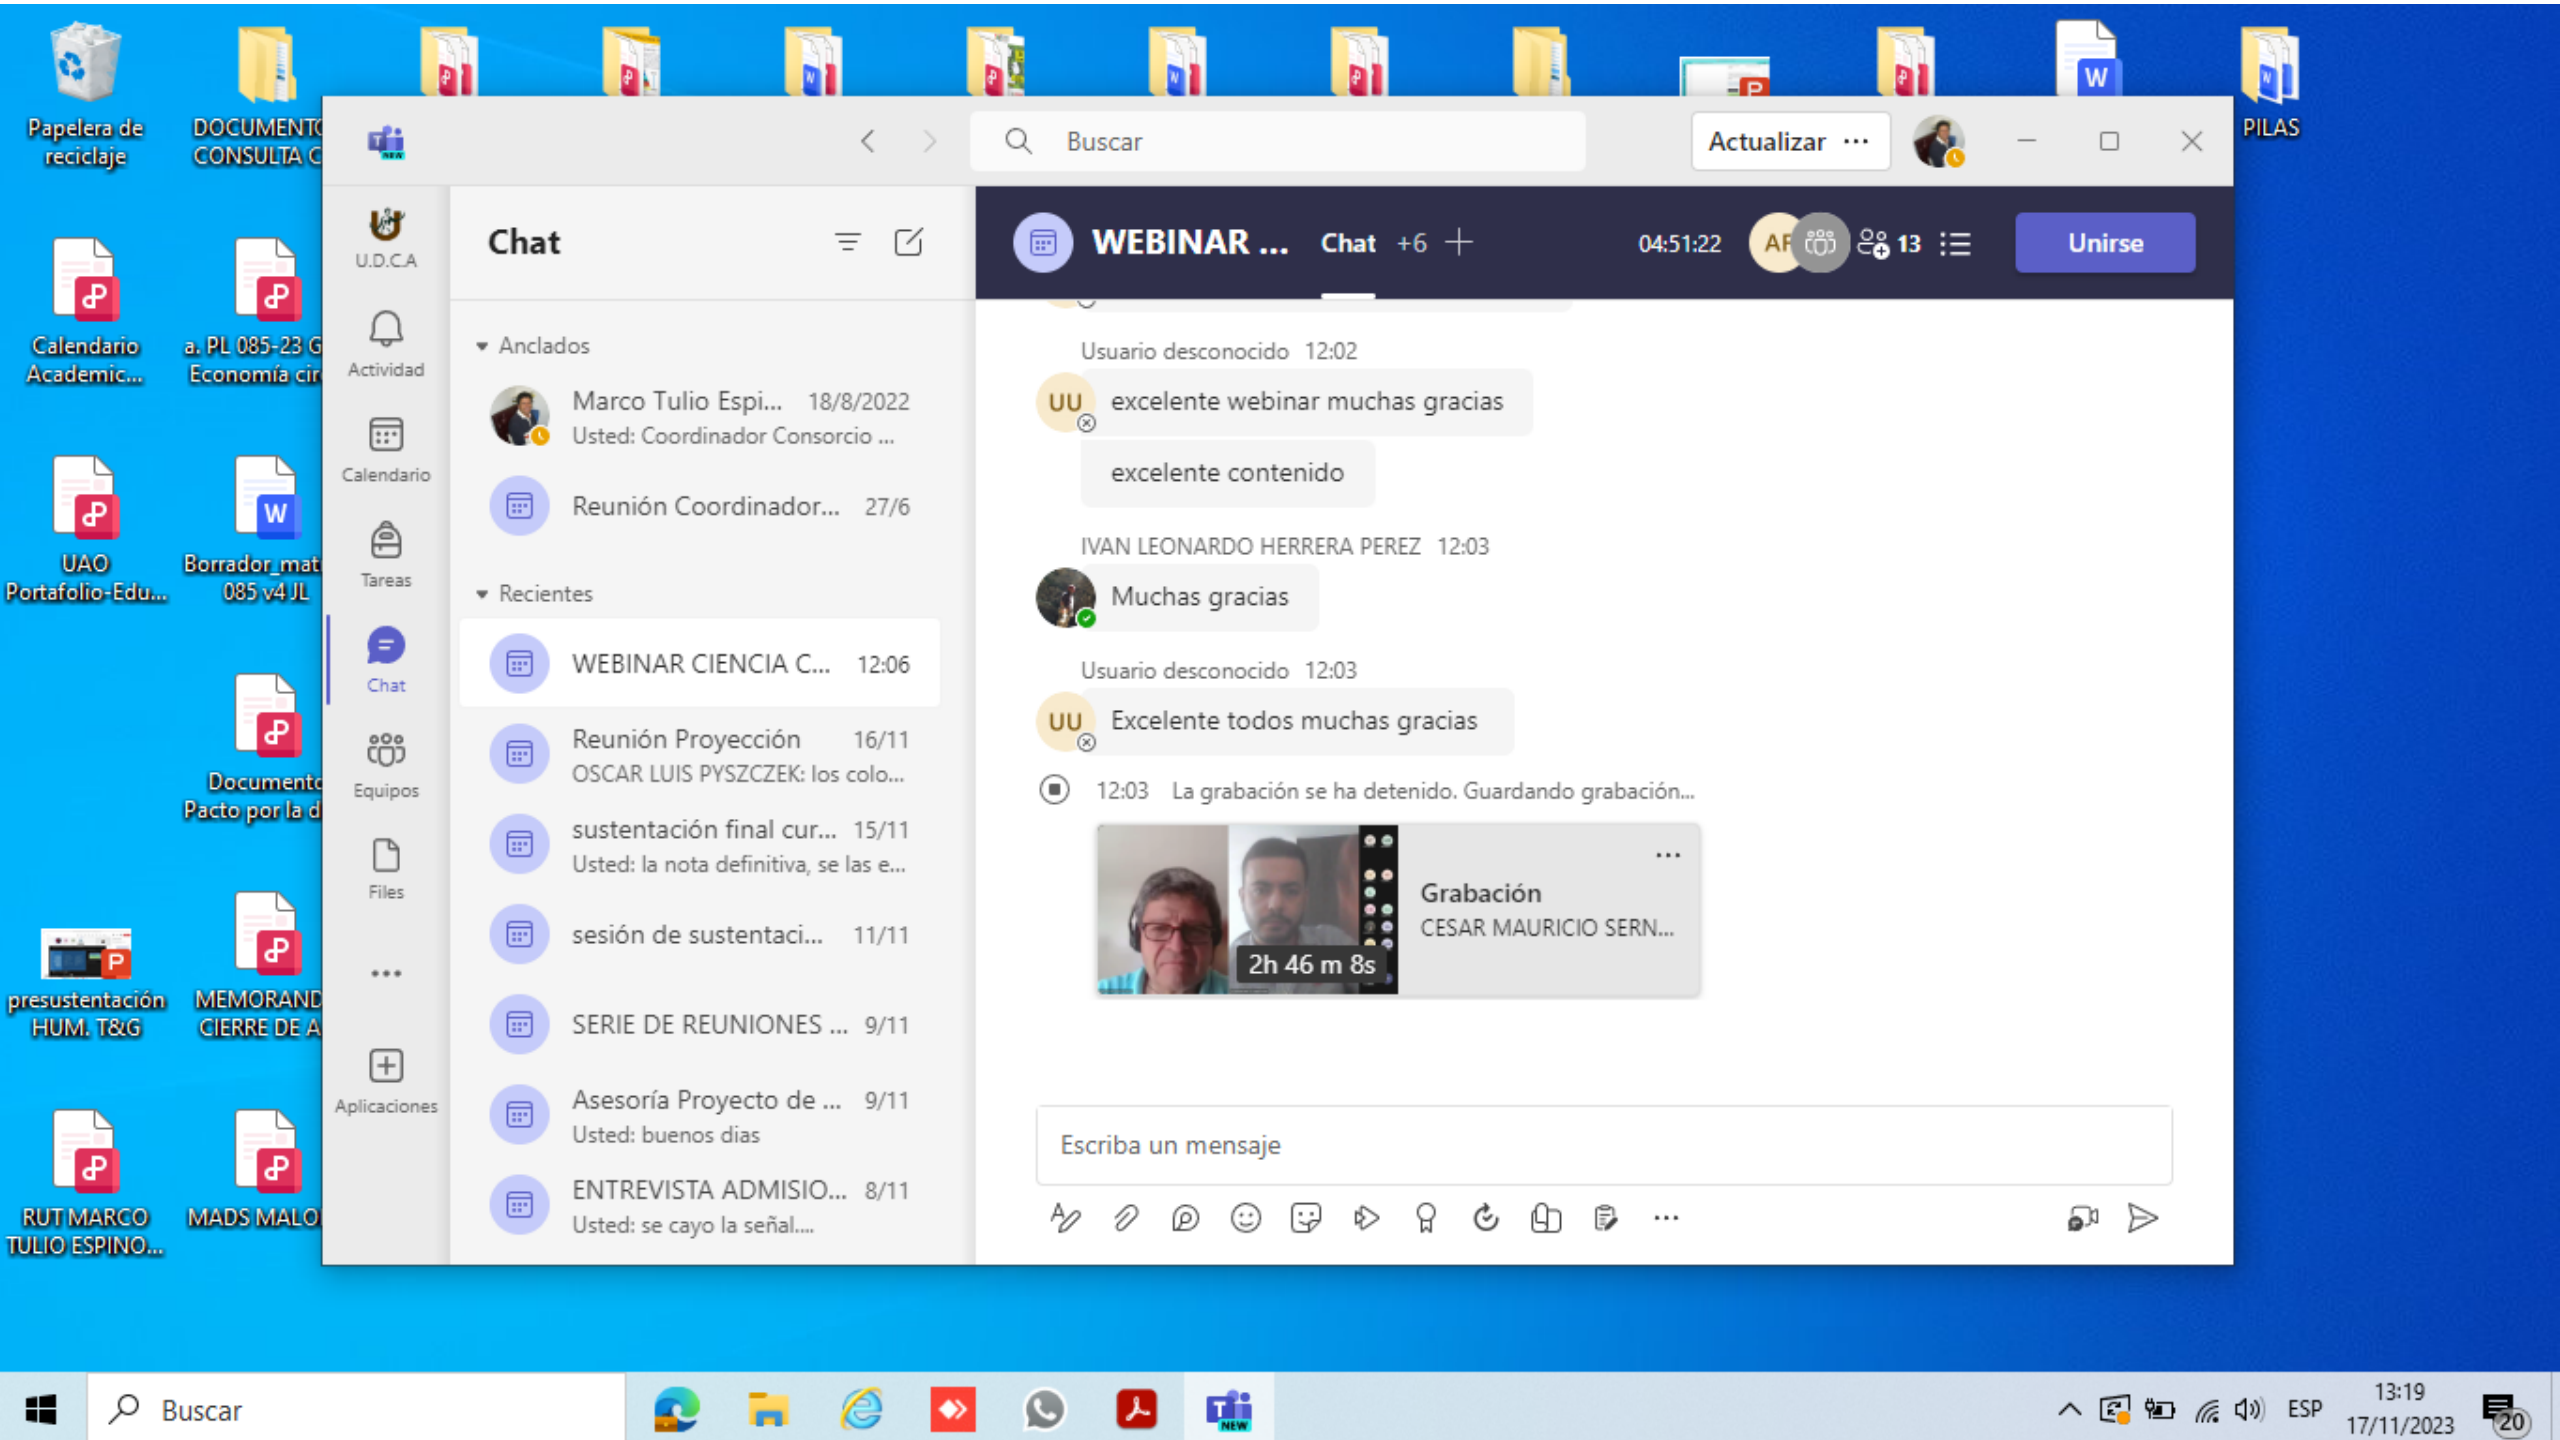 Papelera de
reciclaje
DOCUMENTO
CONSULTA C
PILAS
Calendario
Academic...
a. PL 085-23 G
Economía cir
UAO
Portafolio-Edu...
Borrador_mat
085 v4 JL
Documento
Pacto por la d
presustentación
HUM. T&G
MEMORAND
CIERRE DE A
RUT MARCO
TULIO ESPINO...
MADS MALO
NEW
Buscar
Actualizar ...
U.D.C.A
Actividad
Calendario
Tareas
Chat
Equipos
Files
Aplicaciones
Chat
Anclados
Marco Tulio Espi... 18/8/2022
Usted: Coordinador Consorcio ...
Reunión Coordinador... 27/6
Recientes
WEBINAR CIENCIA C... 12:06
Reunión Proyección 16/11
OSCAR LUIS PYSZCZEK: los colo...
sustentación final cur... 15/11
Usted: la nota definitiva, se las e...
sesión de sustentaci... 11/11
SERIE DE REUNIONES ... 9/11
Asesoría Proyecto de ... 9/11
Usted: buenos dias
ENTREVISTA ADMISIO... 8/11
Usted: se cayo la señal....
WEBINAR ... Chat +6 04:51:22 AF 13 Unirse
Usuario desconocido 12:02
UU excelente webinar muchas gracias
excelente contenido
IVAN LEONARDO HERRERA PEREZ 12:03
Muchas gracias
Usuario desconocido 12:03
UU Excelente todos muchas gracias
12:03 La grabación se ha detenido. Guardando grabación...
2h 46 m 8s
Grabación
CESAR MAURICIO SERN...
Escriba un mensaje
Buscar
NEW
ESP
13:19
17/11/2023
20